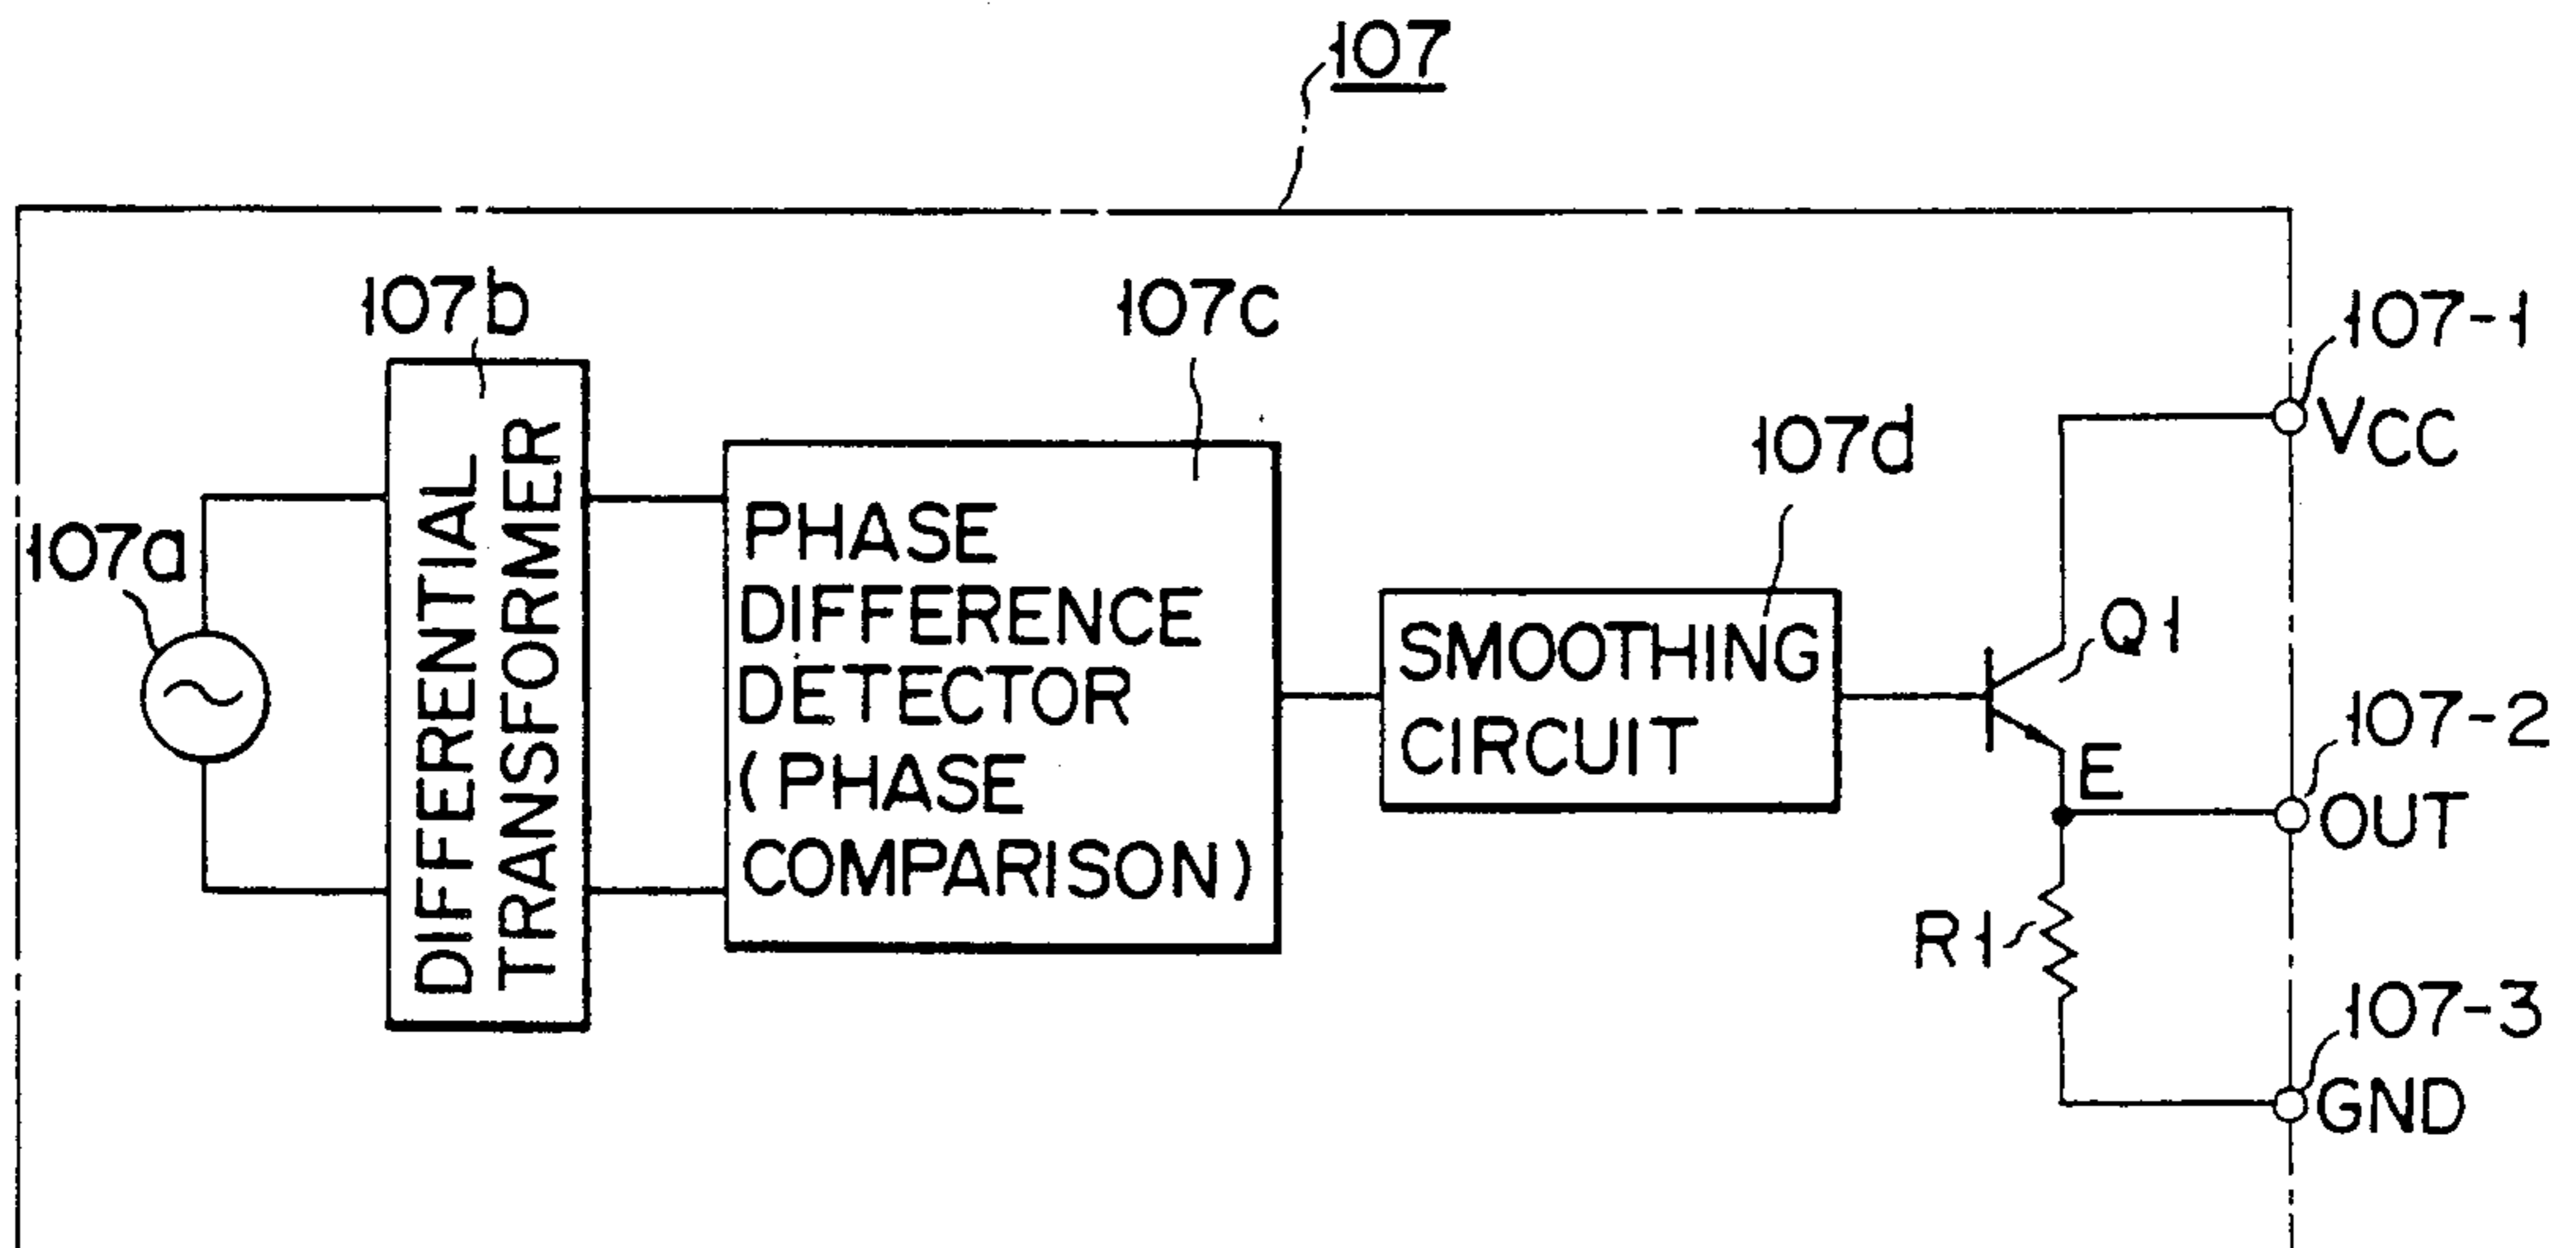 107
107b
107c
107-1
VCC
107d
107a
DIFFERENTIAL
TRANSFORMER
PHASE
DIFFERENCE
DETECTOR
(PHASE
COMPARISON)
SMOOTHING
CIRCUIT
Q1
107-2
E
OUT
R1
107-3
GND